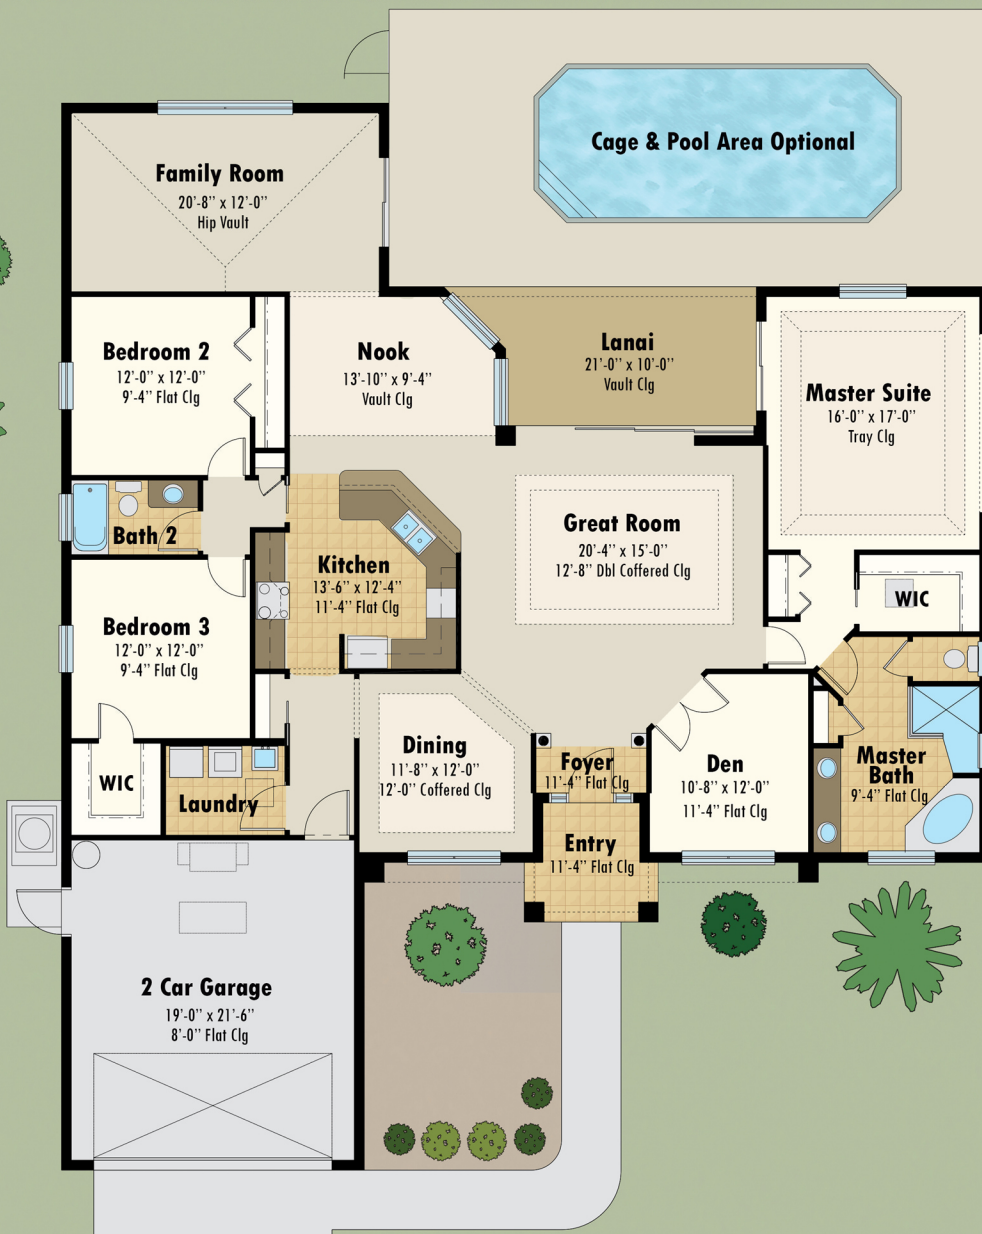 Cage & Pool Area Optional
Family Room
20'-8" x 12'-0"
Hip Vault
Bedroom 2
12'-0" x 12'-0"
9'-4" Flat Clg
Nook
13'-10" x 9'-4"
Vault Clg
Lanai
21'-0" x 10'-0"
Vault Clg
Master Suite
16'-0" x 17'-0"
Tray Clg
Bath 2
Kitchen
13'-6" x 12'-4"
11'-4" Flat Clg
Great Room
20'-4" x 15'-0"
12'-8" Dbl Coffered Clg
WIC
Bedroom 3
12'-0" x 12'-0"
9'-4" Flat Clg
WIC
Laundry
Dining
11'-8" x 12'-0"
12'-0" Coffered Clg
Foyer
11'-4" Flat Clg
Den
10'-8" x 12'-0"
11'-4" Flat Clg
Master
Bath
9'-4" Flat Clg
Entry
11'-4" Flat Clg
2 Car Garage
19'-0" x 21'-6"
8'-0" Flat Clg